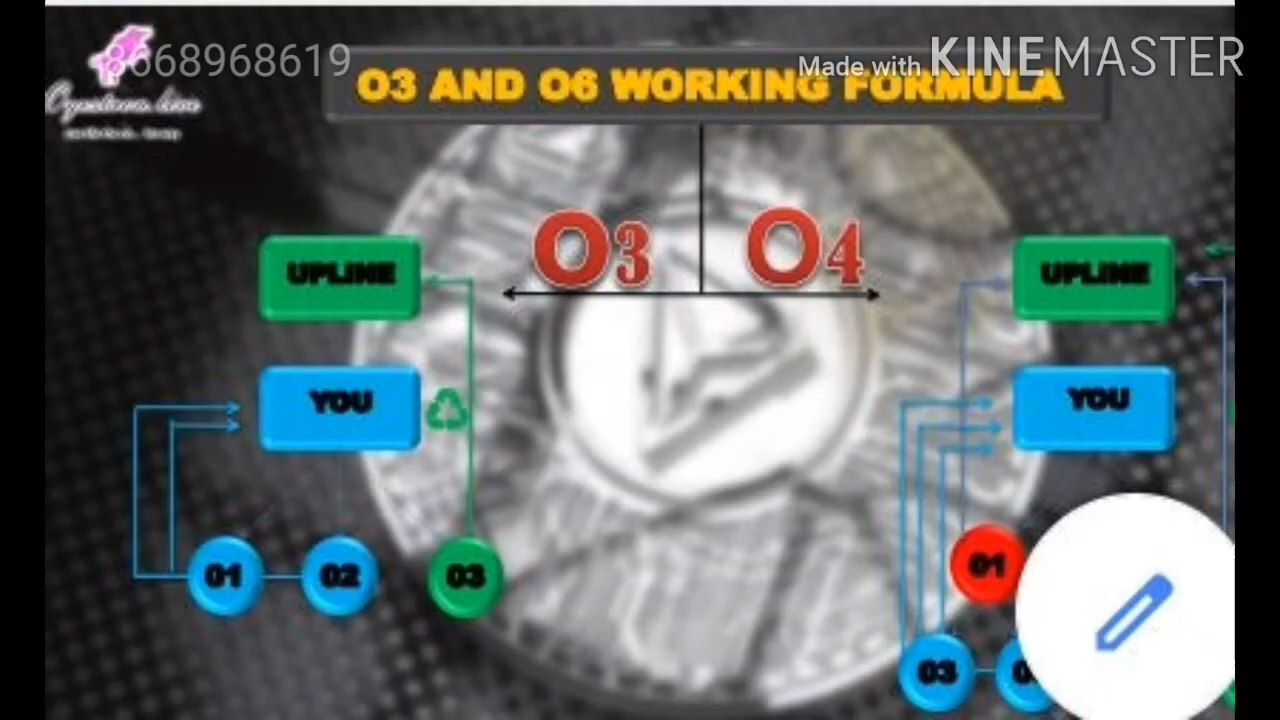 8668968619
Made with KINEMASTER
O3 AND O6 WORKING FORMULA
O3
O4
UPLINE
UPLINE
YOU
YOU
01
02
03
01
03